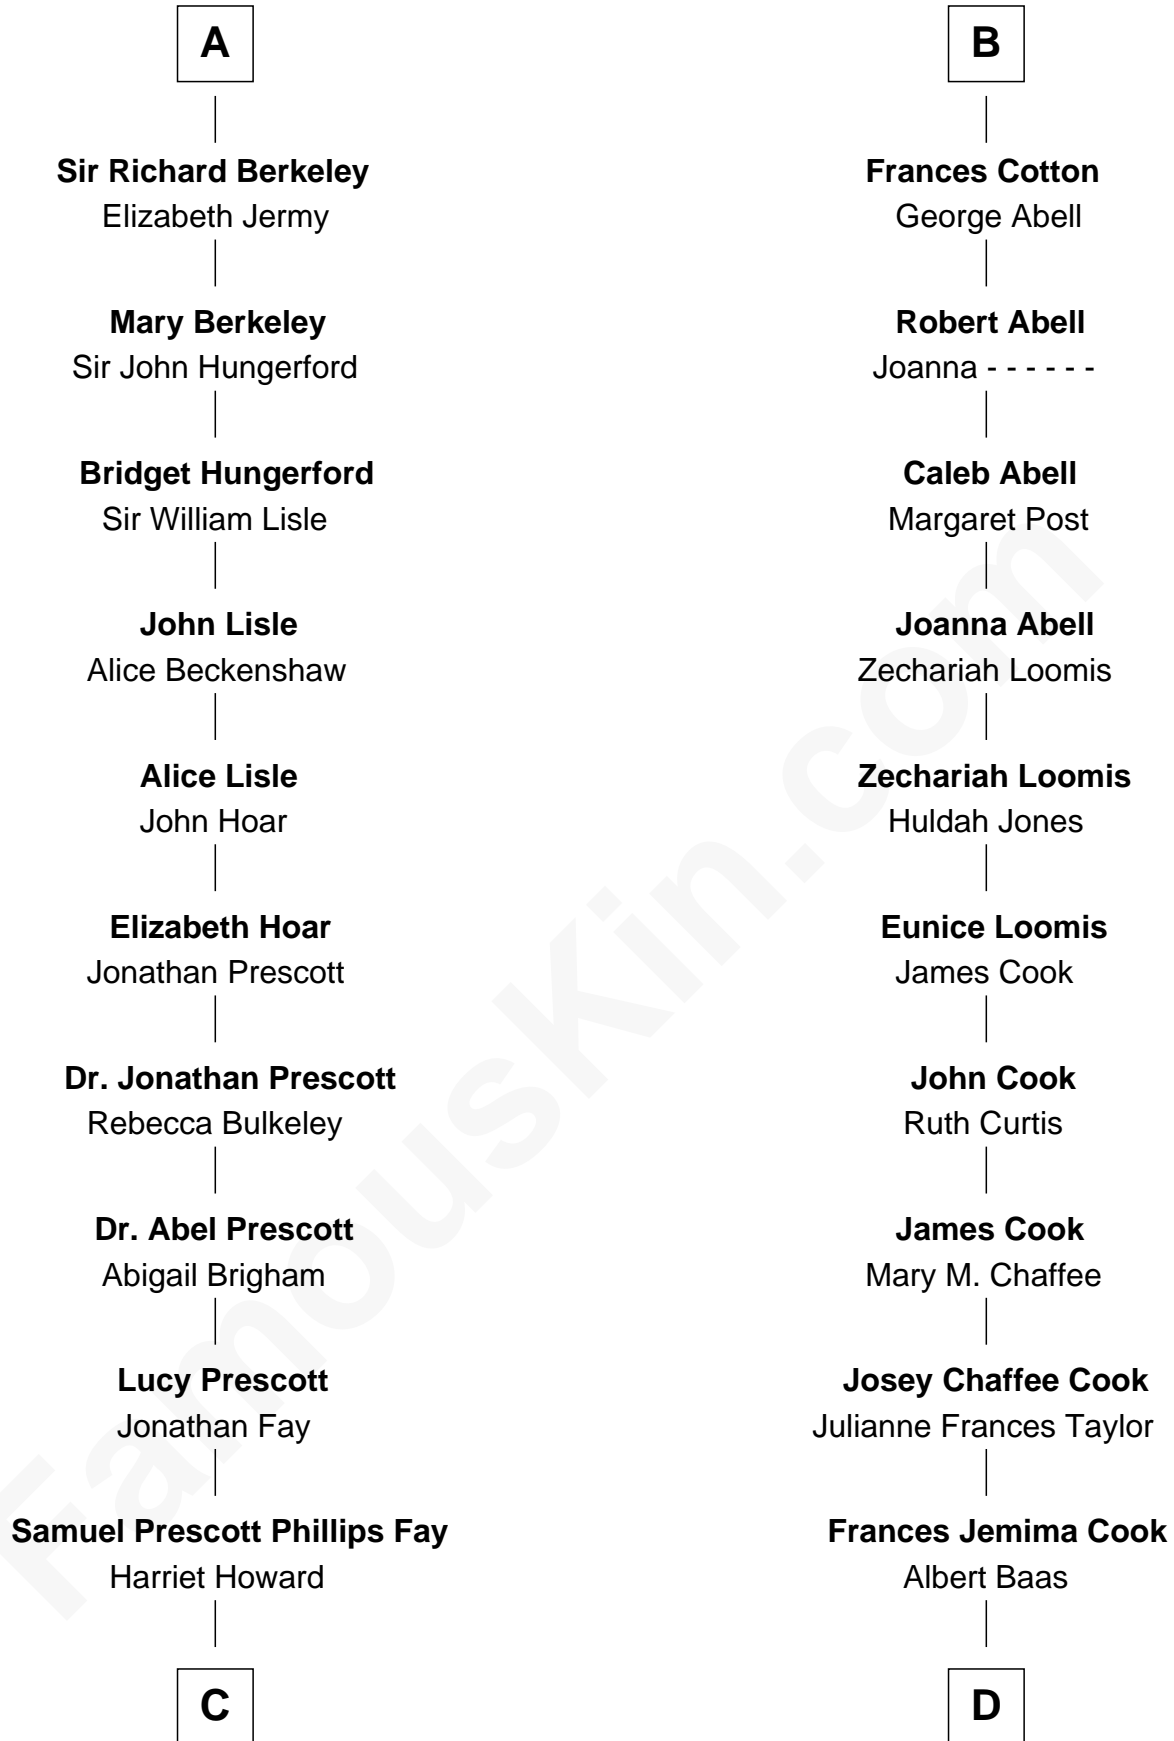 A
Sir Richard Berkeley
Elizabeth Jermy
Mary Berkeley
Sir John Hungerford
Bridget Hungerford
Sir William Lisle
John Lisle
Alice Beckenshaw
Alice Lisle
John Hoar
Elizabeth Hoar
Jonathan Prescott
Dr. Jonathan Prescott
Rebecca Bulkeley
Dr. Abel Prescott
Abigail Brigham
Lucy Prescott
Jonathan Fay
Samuel Prescott Phillips Fay
Harriet Howard
C
B
Frances Cotton
George Abell
Robert Abell
Joanna - - - - - -
Caleb Abell
Margaret Post
Joanna Abell
Zechariah Loomis
Zechariah Loomis
Huldah Jones
Eunice Loomis
James Cook
John Cook
Ruth Curtis
James Cook
Mary M. Chaffee
Josey Chaffee Cook
Julianne Frances Taylor
Frances Jemima Cook
Albert Baas
D
FamousKin.com